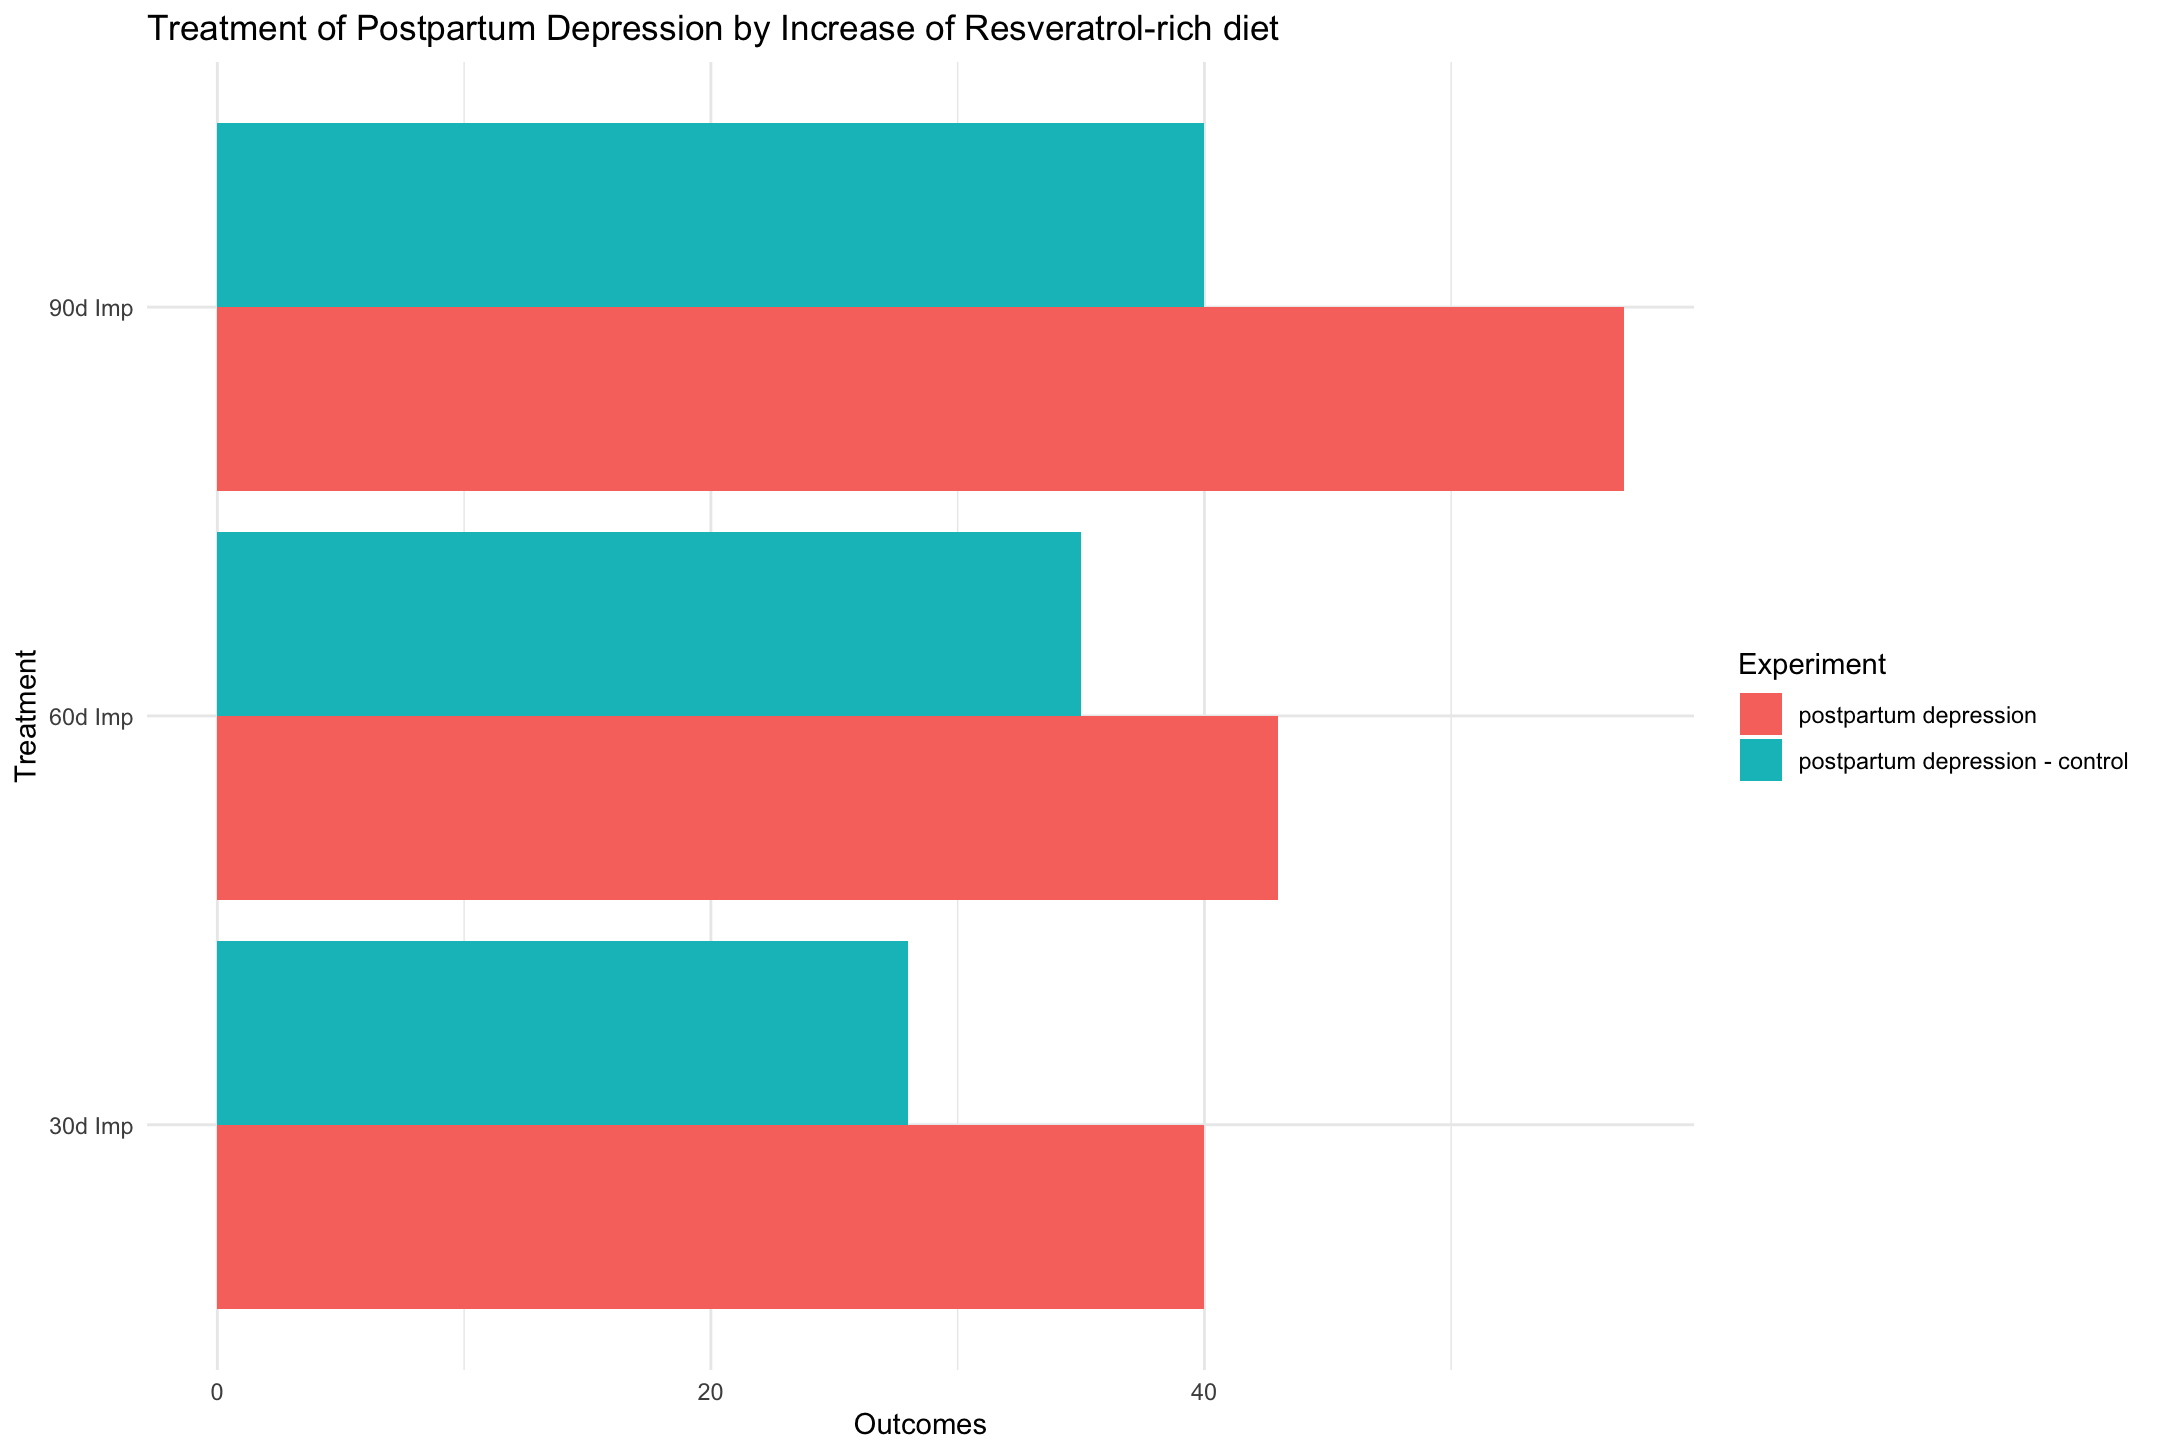 Treatment of Postpartum Depression by Increase of Resveratrol-rich diet
Treatment
90d Imp
60d Imp
30d Imp
0
20
40
Outcomes
Experiment
postpartum depression
postpartum depression - control